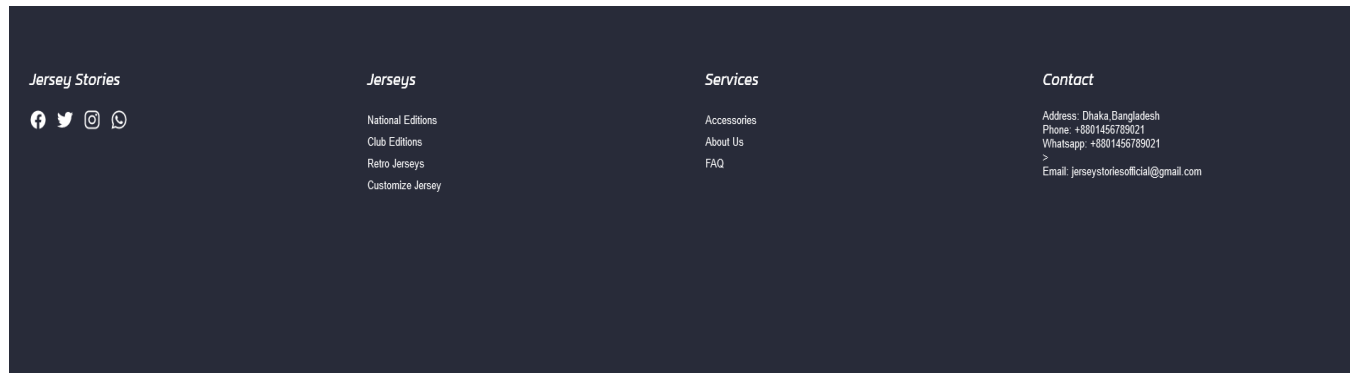 Jersey Stories
Jerseys
National Editions
Club Editions
Retro Jerseys
Customize Jersey
Services
Accessories
About Us
FAQ
Contact
Address: Dhaka,Bangladesh
Phone: +8801456789021
Whatsapp: +8801456789021
>
Email: jerseystoriesofficial@gmail.com